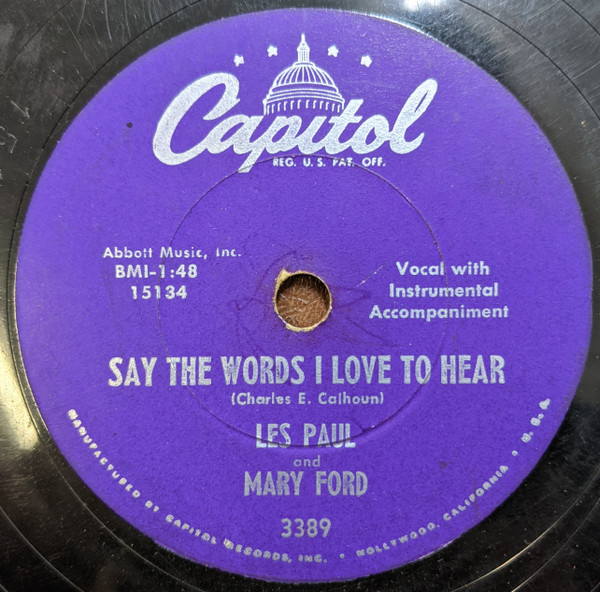 Capitol
REG. U. S. PAT. OFF.
Abbott Music, Inc.
BMI-1:48
15134
Vocal with
Instrumental
Accompaniment
SAY THE WORDS I LOVE TO HEAR
(Charles E. Calhoun)
LES PAUL
and
MARY FORD
3389
MANUFACTURED BY CAPITOL RECORDS, INC. • HOLLYWOOD, CALIFORNIA • U. S. A.